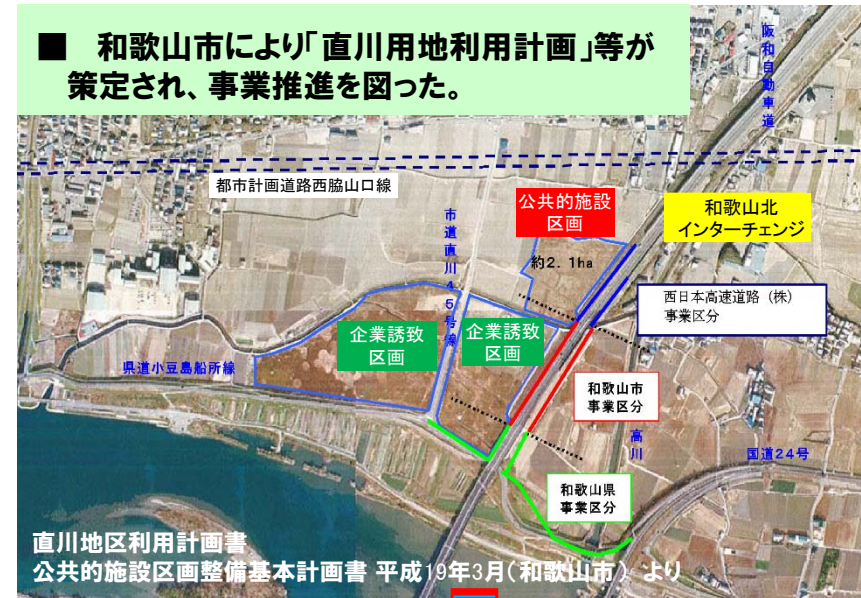 ■ 和歌山市により「直川用地利用計画」等が
策定され、事業推進を図った。
阪和自動車道
都市計画道路西脇山口線
公共的施設
区画
和歌山北
インターチェンジ
市道直川45号線
約2.1ha
西日本高速道路(株)
事業区分
企業誘致
区画
企業誘致
区画
県道小豆島船所線
和歌山市
事業区分
高川
国道24号
和歌山県
事業区分
直川地区利用計画書
公共的施設区画整備基本計画書 平成19年3月(和歌山市) より